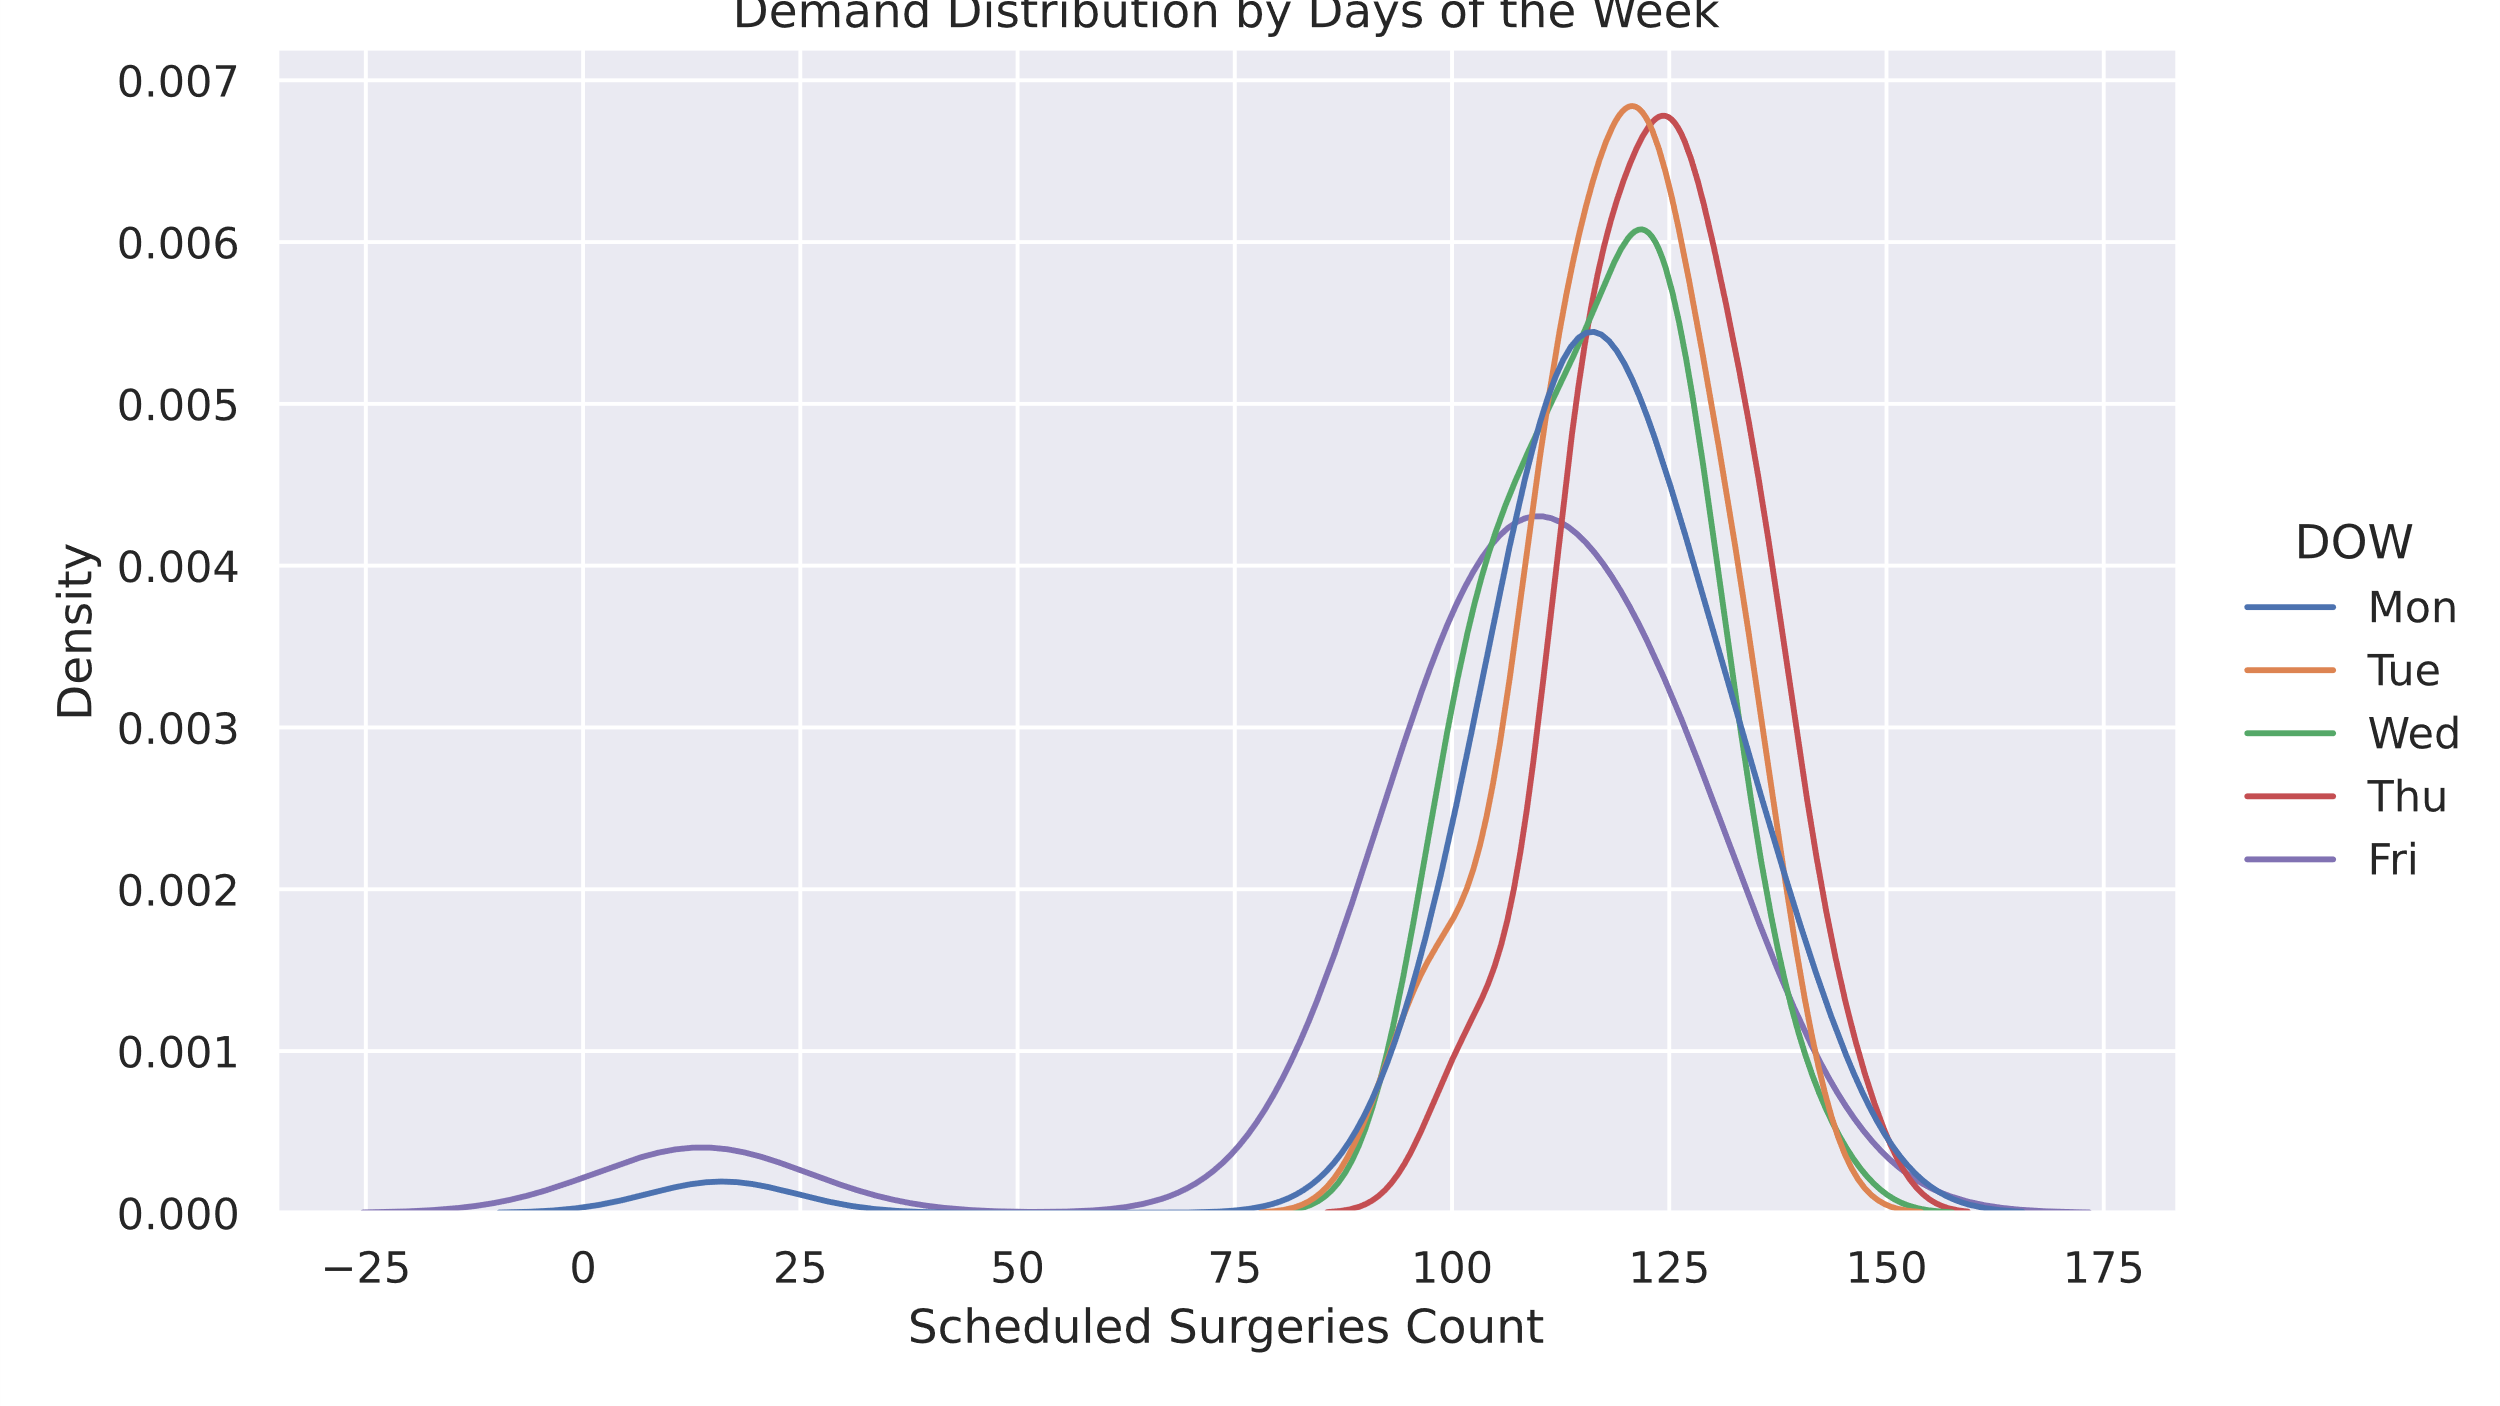 Demand Distribution by Days of the Week
0.007
0.006
0.005
0.004
0.003
0.002
0.001
0.000
Density
−25 0 25 50 75 100 125 150 175
Scheduled Surgeries Count
DOW
Mon
Tue
Wed
Thu
Fri